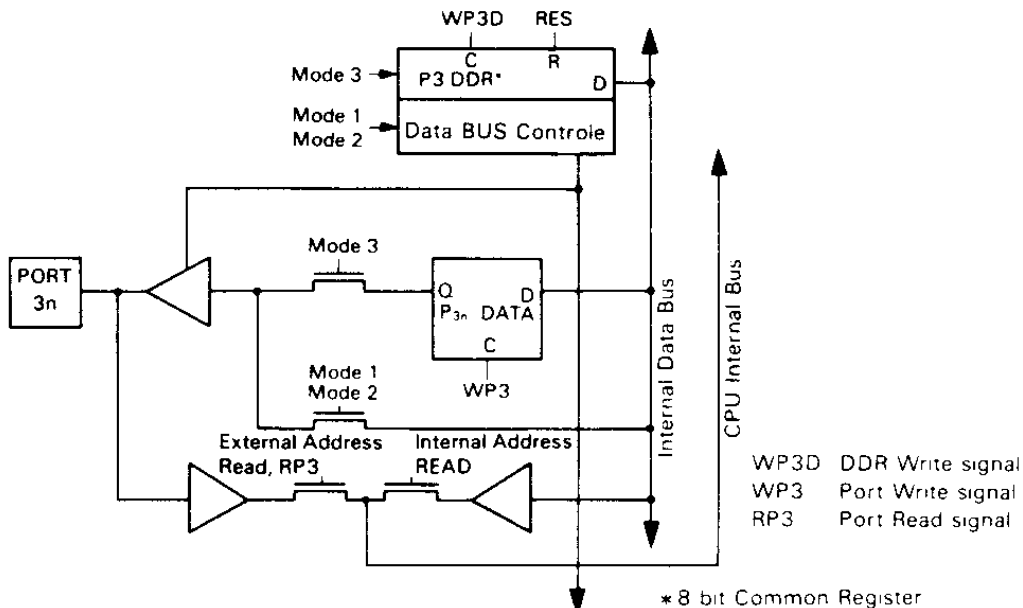 WP3D RES
C R
Mode 3
P3 DDR* D
Mode 1
Mode 2
Data BUS Controle
Mode 3
PORT
3n
Q D
P3n DATA
C
WP3
Mode 1
Mode 2
External Address
Read, RP3
Internal Address
READ
Internal Data Bus
CPU Internal Bus
WP3D DDR Write signal
WP3 Port Write signal
RP3 Port Read signal
* 8 bit Common Register